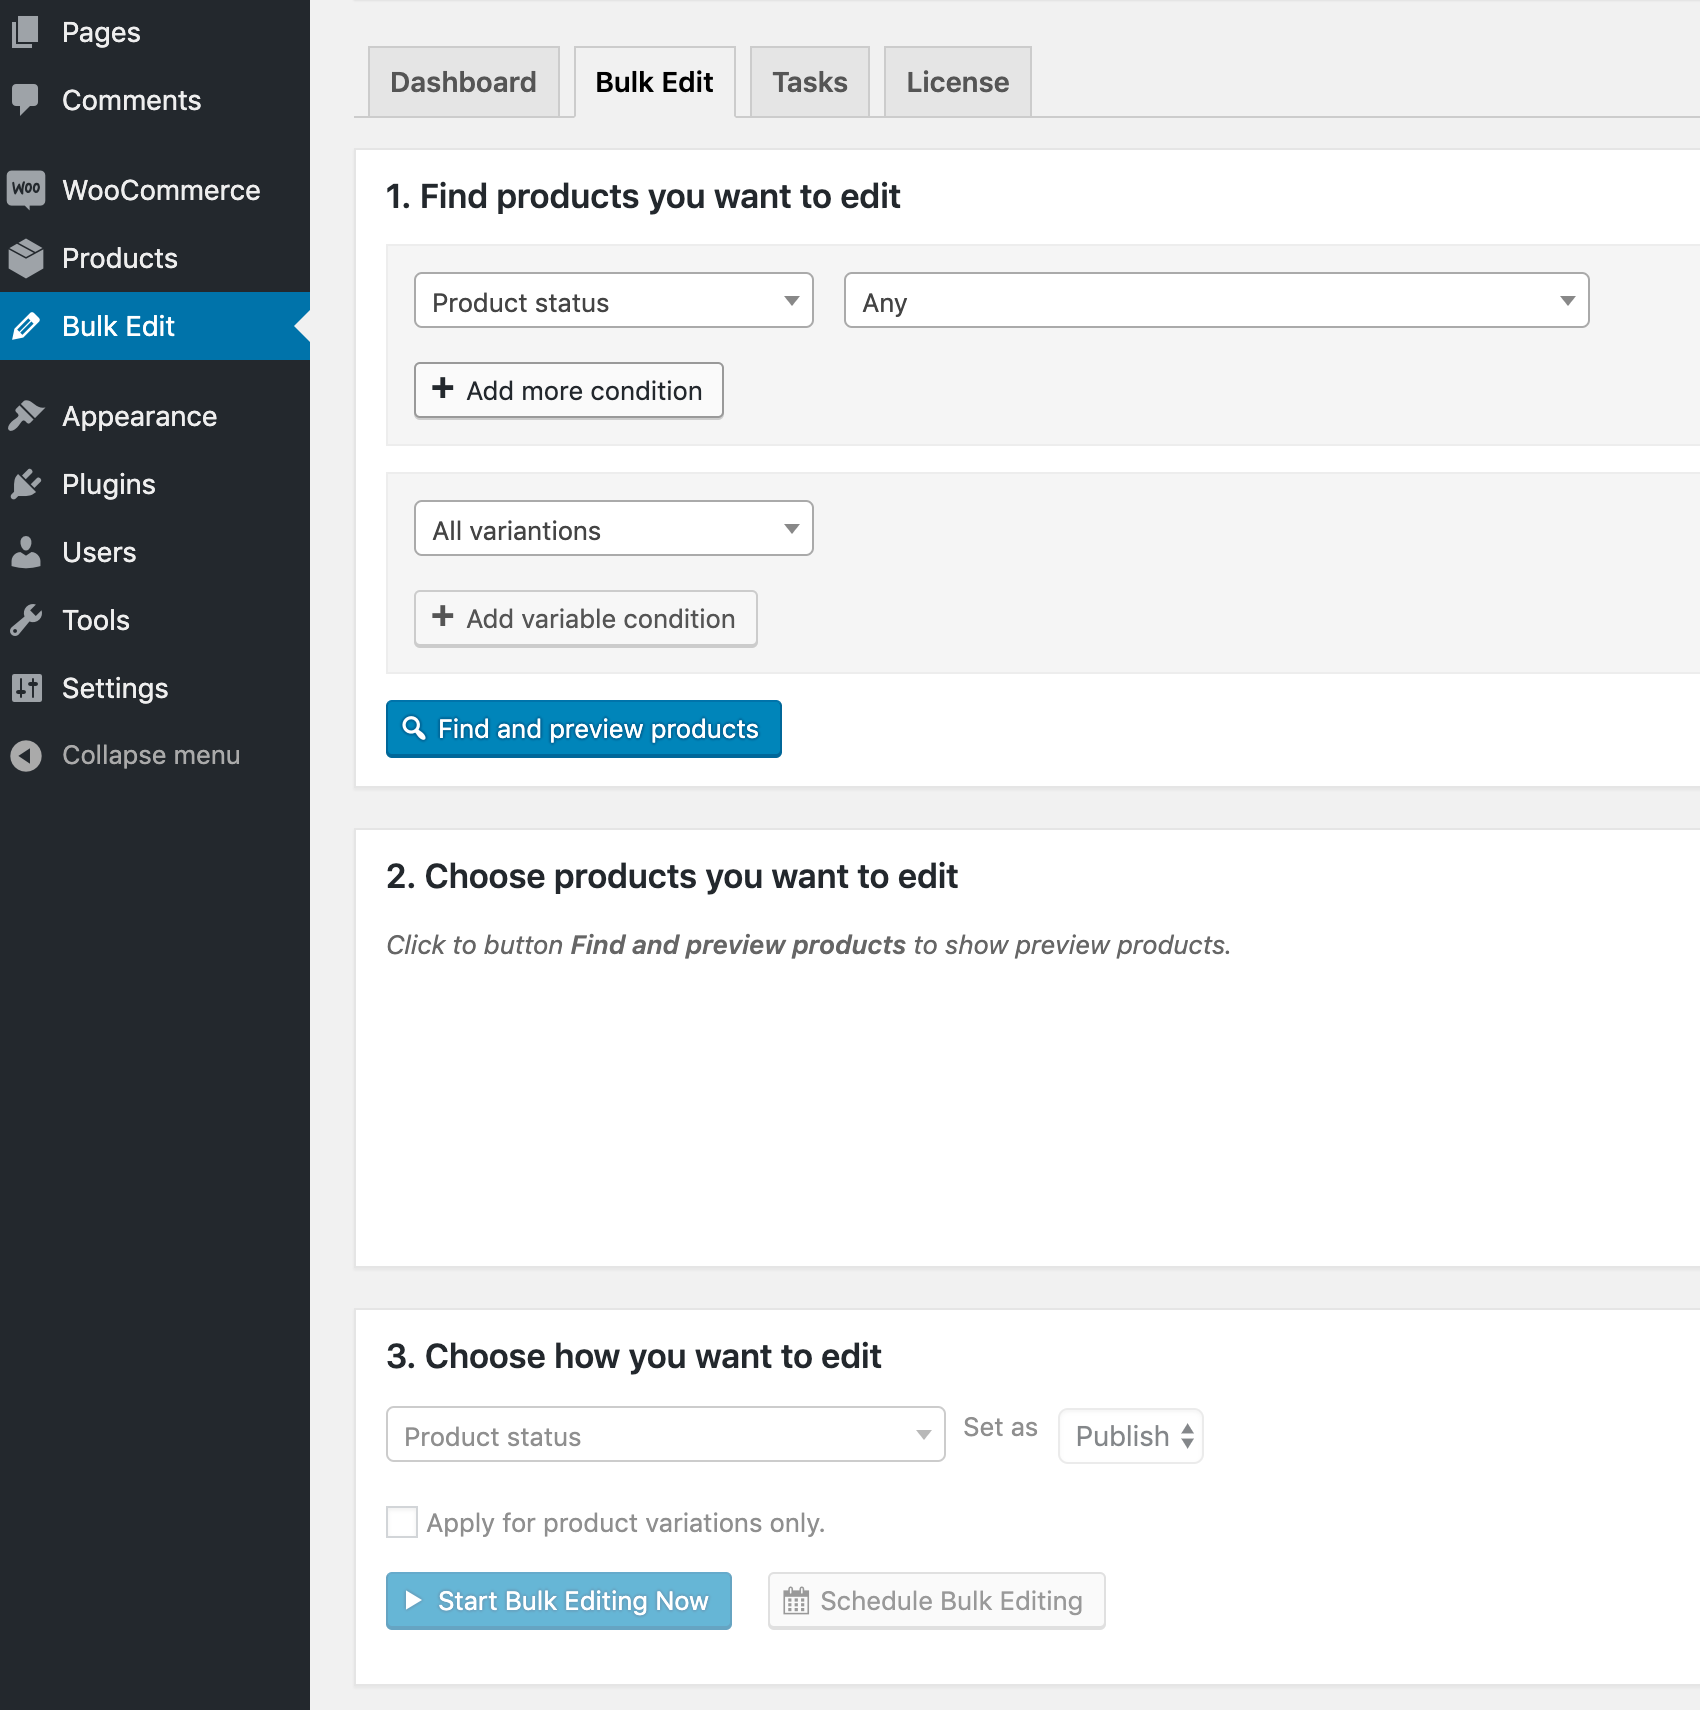 Pages
Comments
Woo WooCommerce
Products
Bulk Edit
Appearance
Plugins
Users
Tools
Settings
Collapse menu
Dashboard Bulk Edit Tasks License
1. Find products you want to edit
Product status Any
+ Add more condition
All variantions
+ Add variable condition
Find and preview products
2. Choose products you want to edit
Click to button Find and preview products to show preview products.
3. Choose how you want to edit
Product status Set as Publish
Apply for product variations only.
Start Bulk Editing Now Schedule Bulk Editing